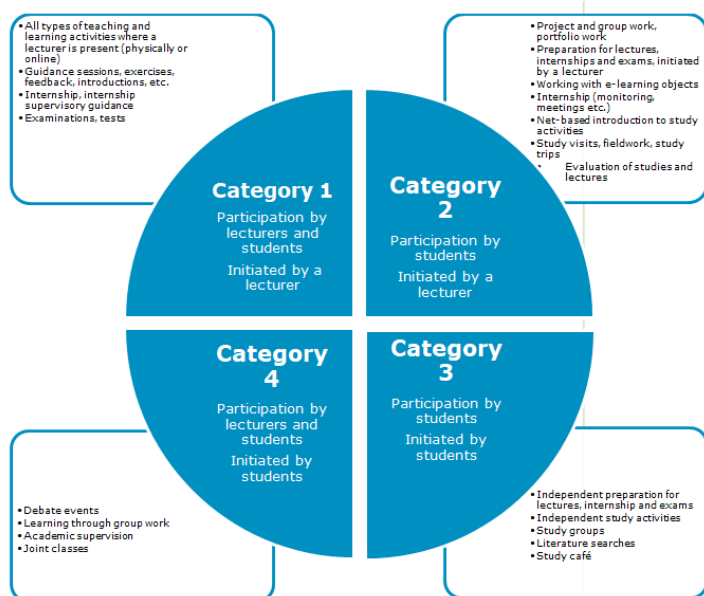 •All types of teaching and
learning activities where a
lecturer is present (physically or
online)
•Guidance sessions, exercises,
feedback, introductions, etc.
•Internship, internship
supervisory guidance
•Examinations, tests
•Project and group work,
portfolio work
•Preparation for lectures,
internships and exams, initiated
by a lecturer
•Working with e-learning objects
•Internship (monitoring,
meetings etc.)
•Net-based introduction to study
activities
•Study visits, fieldwork, study
trips
• Evaluation of studies and
lectures
Category 1
Participation by
lecturers and
students
Initiated by a
lecturer
Category
2
Participation by
students
Initiated by a
lecturer
Category
4
Participation by
lecturers and
students
Initiated by
students
Category
3
Participation by
students
Initiated by
students
•Debate events
•Learning through group work
•Academic supervision
•Joint classes
•Independent preparation for
lectures, internship and exams
•Independent study activities
•Study groups
•Literature searches
•Study café